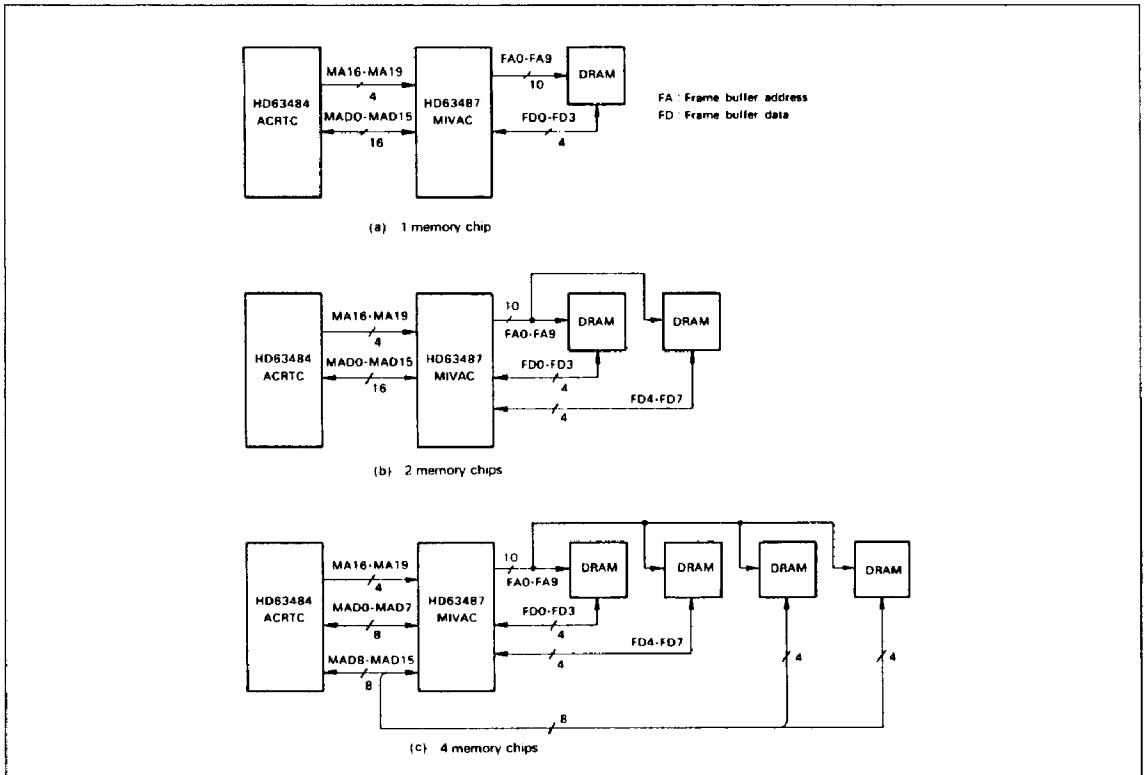 HD63484
ACRTC
MA16-MA19
4
MAD0-MAD15
16
HD63487
MIVAC
FA0-FA9
10
DRAM
FD0-FD3
4
FA : Frame buffer address
FD : Frame buffer data
(a) 1 memory chip
HD63484
ACRTC
MA16-MA19
4
MAD0-MAD15
16
HD63487
MIVAC
10
FA0-FA9
DRAM
DRAM
FD0-FD3
4
FD4-FD7
4
(b) 2 memory chips
HD63484
ACRTC
MA16-MA19
4
MAD0-MAD7
8
MAD8-MAD15
8
HD63487
MIVAC
10
FA0-FA9
DRAM
DRAM
DRAM
DRAM
FD0-FD3
4
FD4-FD7
4
4
4
8
(c) 4 memory chips